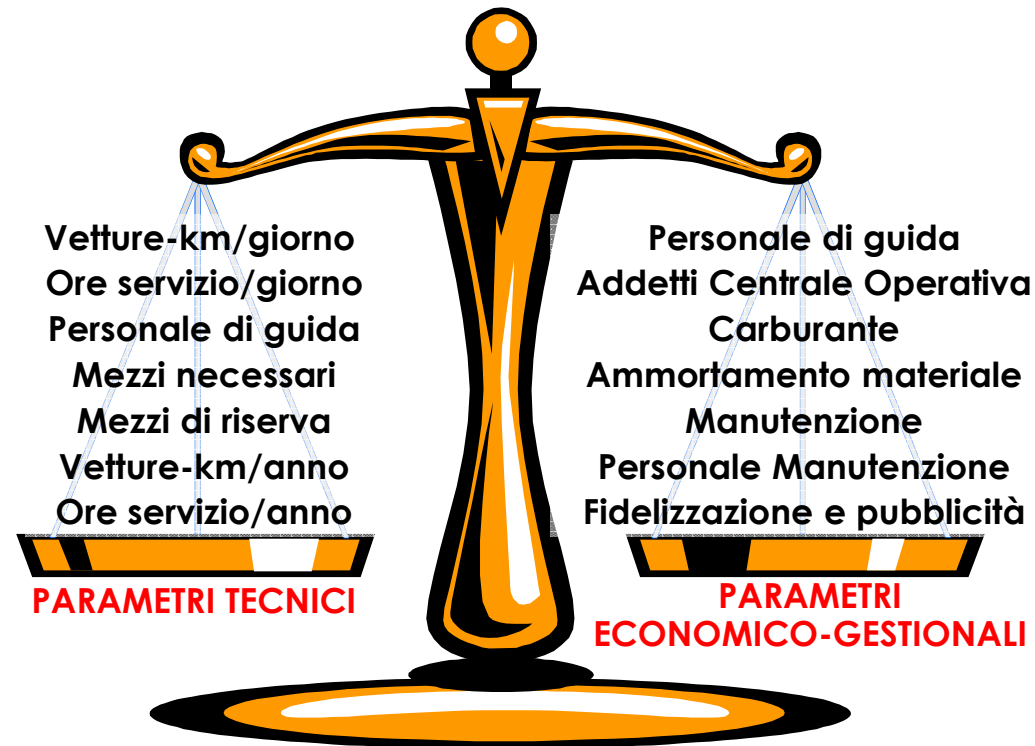 Vetture-km/giorno
Ore servizio/giorno
Personale di guida
Mezzi necessari
Mezzi di riserva
Vetture-km/anno
Ore servizio/anno
PARAMETRI TECNICI
Personale di guida
Addetti Centrale Operativa
Carburante
Ammortamento materiale
Manutenzione
Personale Manutenzione
Fidelizzazione e pubblicità
PARAMETRI
ECONOMICO-GESTIONALI